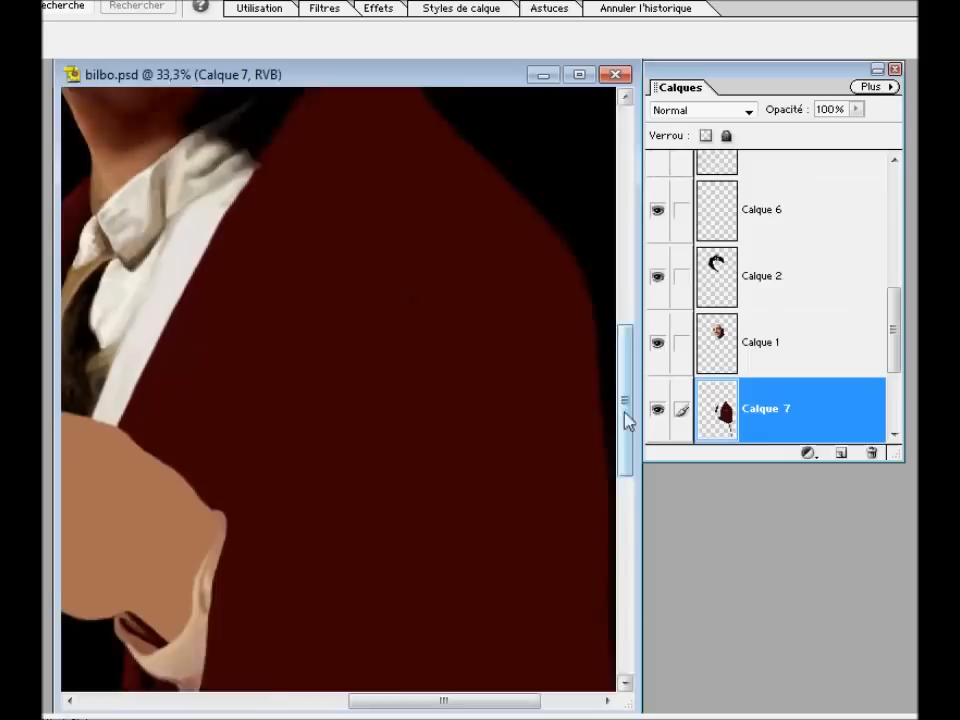 echerche Rechercher Utilisation Filtres Effets Styles de calque Astuces Annuler l'historique
bilbo.psd @ 33,3% (Calque 7, RVB)
Calques Plus
Normal Opacité : 100%
Verrou :
Calque 6
Calque 2
Calque 1
Calque 7